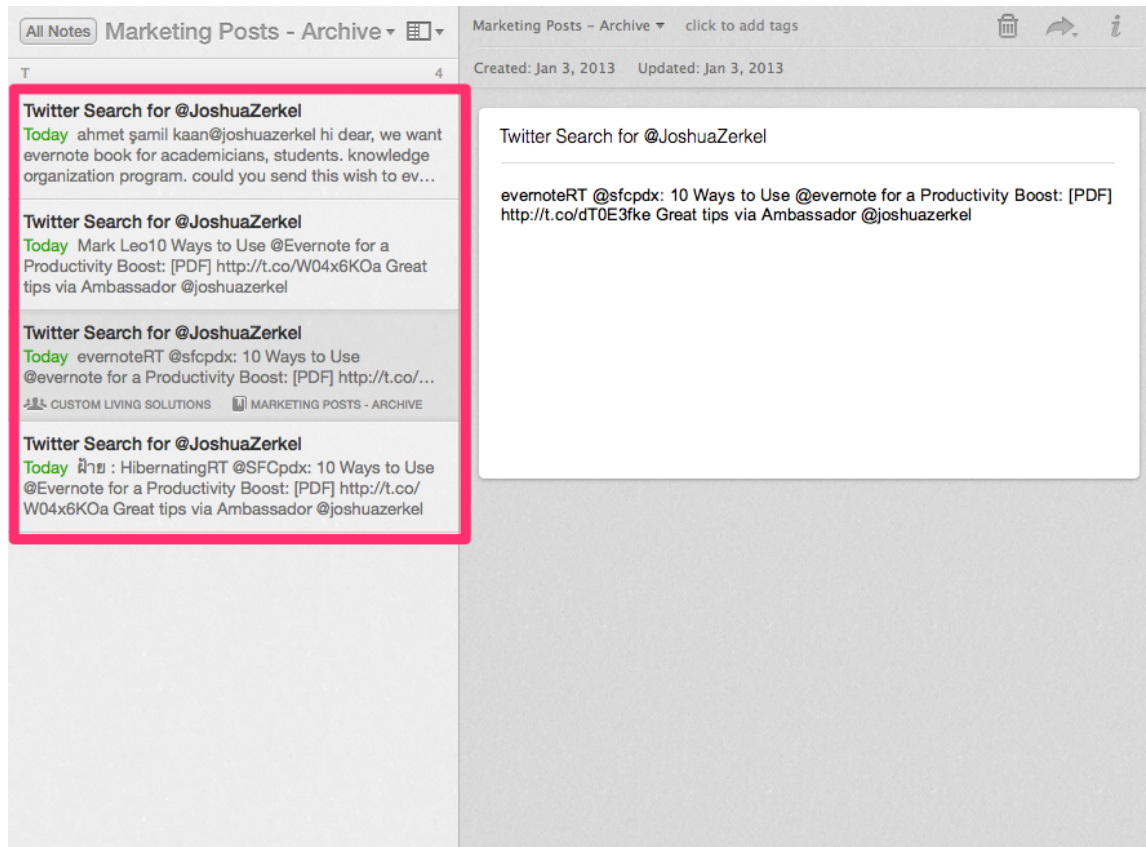 All Notes Marketing Posts - Archive
T 4
Twitter Search for @JoshuaZerkel
Today ahmet şamil kaan@joshuazerkel hi dear, we want
evernote book for academicians, students. knowledge
organization program. could you send this wish to ev...
Twitter Search for @JoshuaZerkel
Today Mark Leo10 Ways to Use @Evernote for a
Productivity Boost: [PDF] http://t.co/W04x6KOa Great
tips via Ambassador @joshuazerkel
Twitter Search for @JoshuaZerkel
Today evernoteRT @sfcpdx: 10 Ways to Use
@evernote for a Productivity Boost: [PDF] http://t.co/...
CUSTOM LIVING SOLUTIONS MARKETING POSTS - ARCHIVE
Twitter Search for @JoshuaZerkel
Today ฝ้าย : HibernatingRT @SFCpdx: 10 Ways to Use
@Evernote for a Productivity Boost: [PDF] http://t.co/
W04x6KOa Great tips via Ambassador @joshuazerkel
Marketing Posts - Archive click to add tags
Created: Jan 3, 2013 Updated: Jan 3, 2013
Twitter Search for @JoshuaZerkel
evernoteRT @sfcpdx: 10 Ways to Use @evernote for a Productivity Boost: [PDF]
http://t.co/dT0E3fke Great tips via Ambassador @joshuazerkel